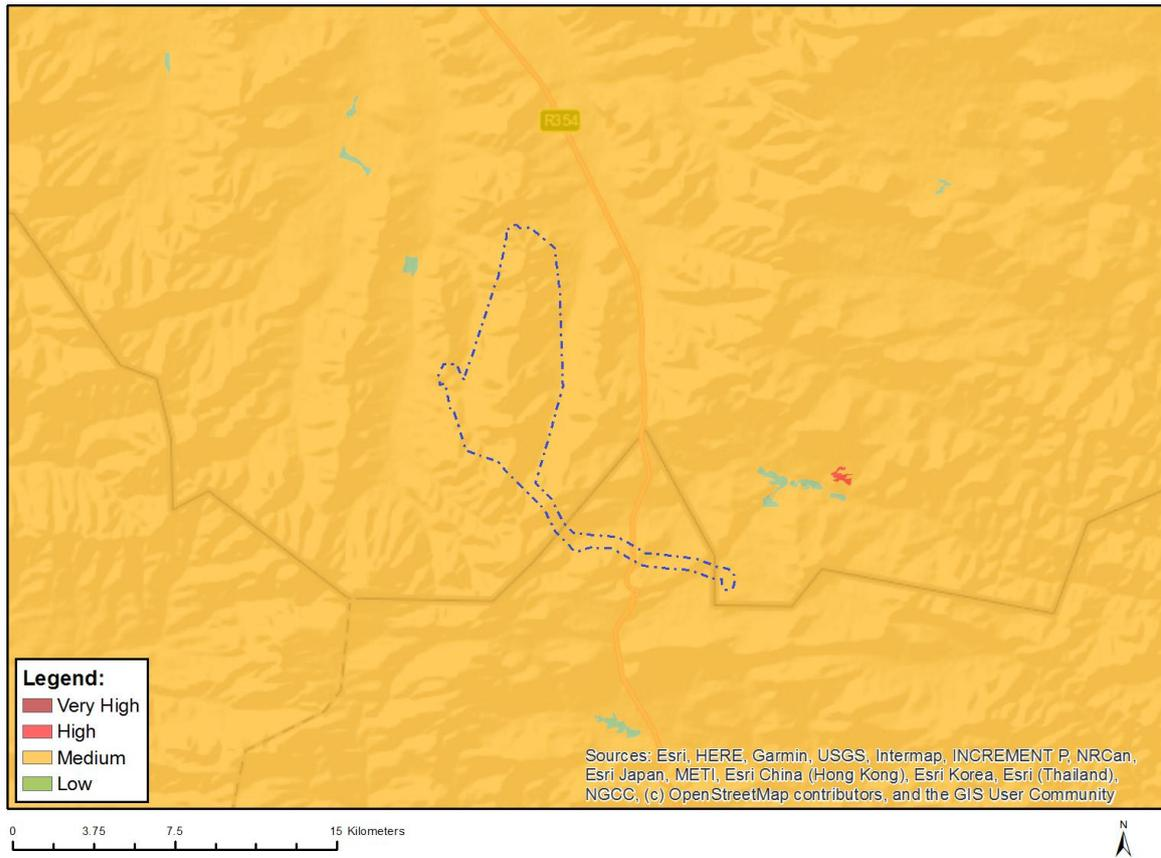 R354
Legend:
Very High
High
Medium
Low
Sources: Esri, HERE, Garmin, USGS, Intermap, INCREMENT P, NRCan,
Esri Japan, METI, Esri China (Hong Kong), Esri Korea, Esri (Thailand),
NGCC, (c) OpenStreetMap contributors, and the GIS User Community
0 3.75 7.5 15 Kilometers
N